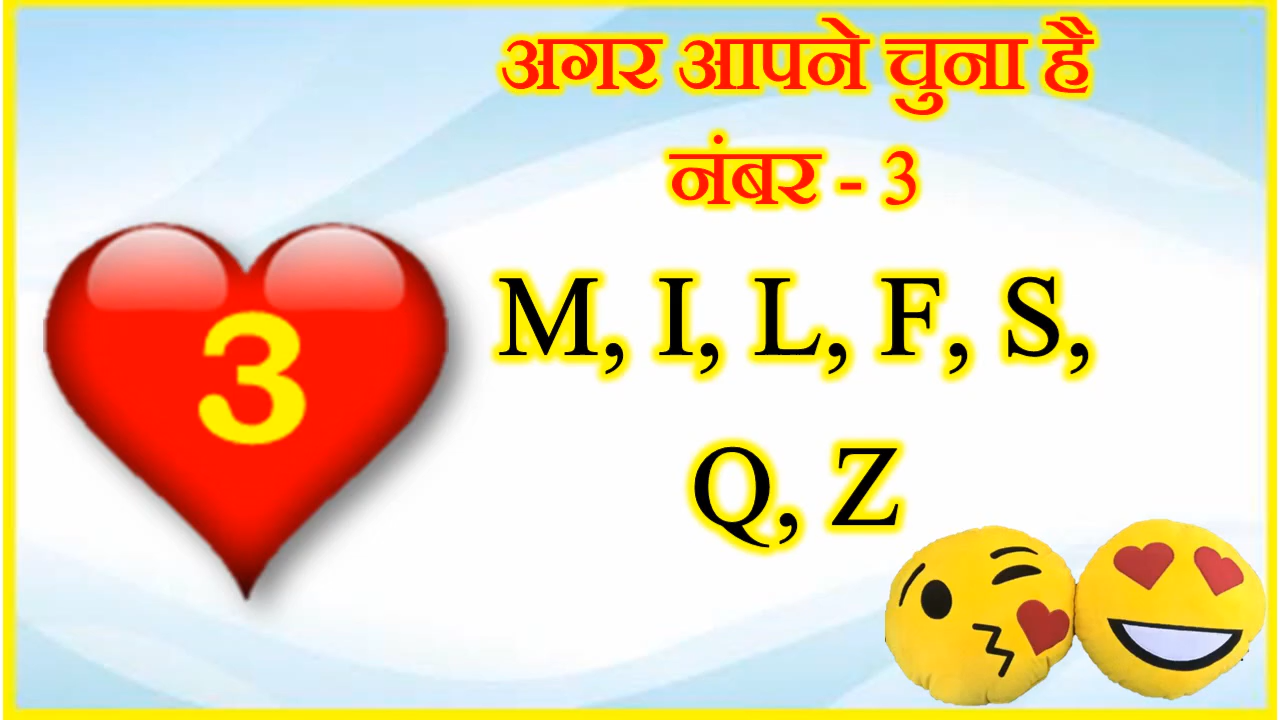 अगर आपने चुना है
नंबर - 3
3
M, I, L, F, S,
Q, Z